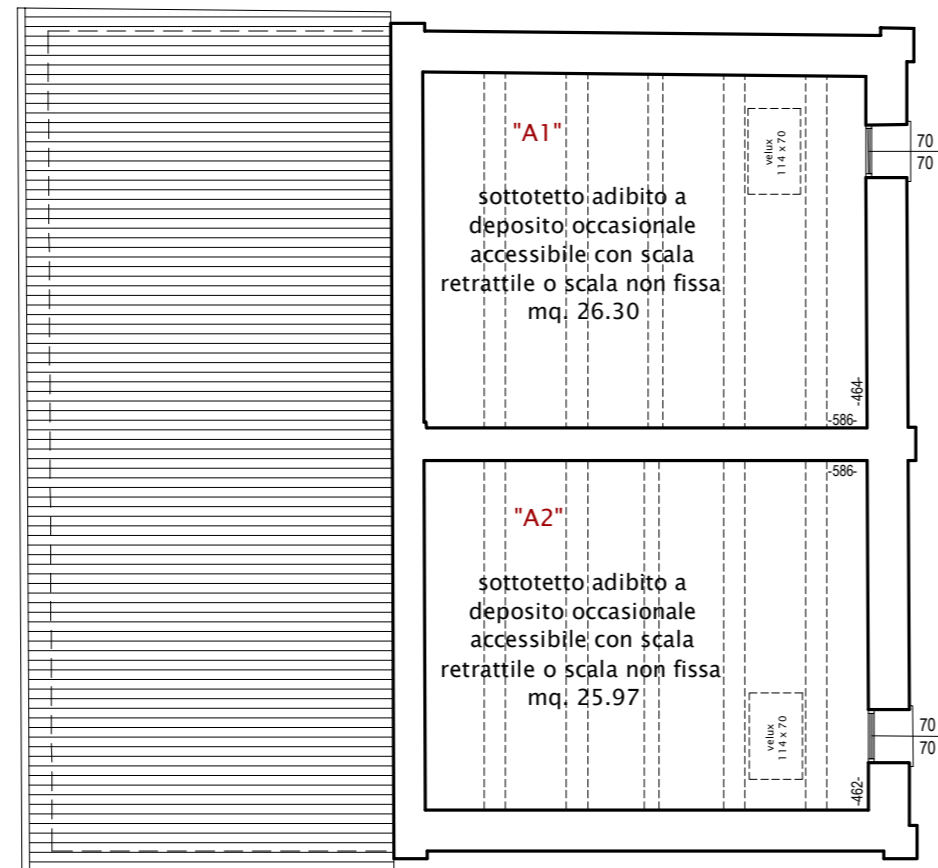 "A1"
velux
114 x 70
70
70
sottotetto adibito a
deposito occasionale
accessibile con scala
retrattile o scala non fissa
mq. 26.30
-464-
-586-
-586-
"A2"
sottotetto adibito a
deposito occasionale
accessibile con scala
retrattile o scala non fissa
mq. 25.97
velux
114 x 70
70
70
-462-